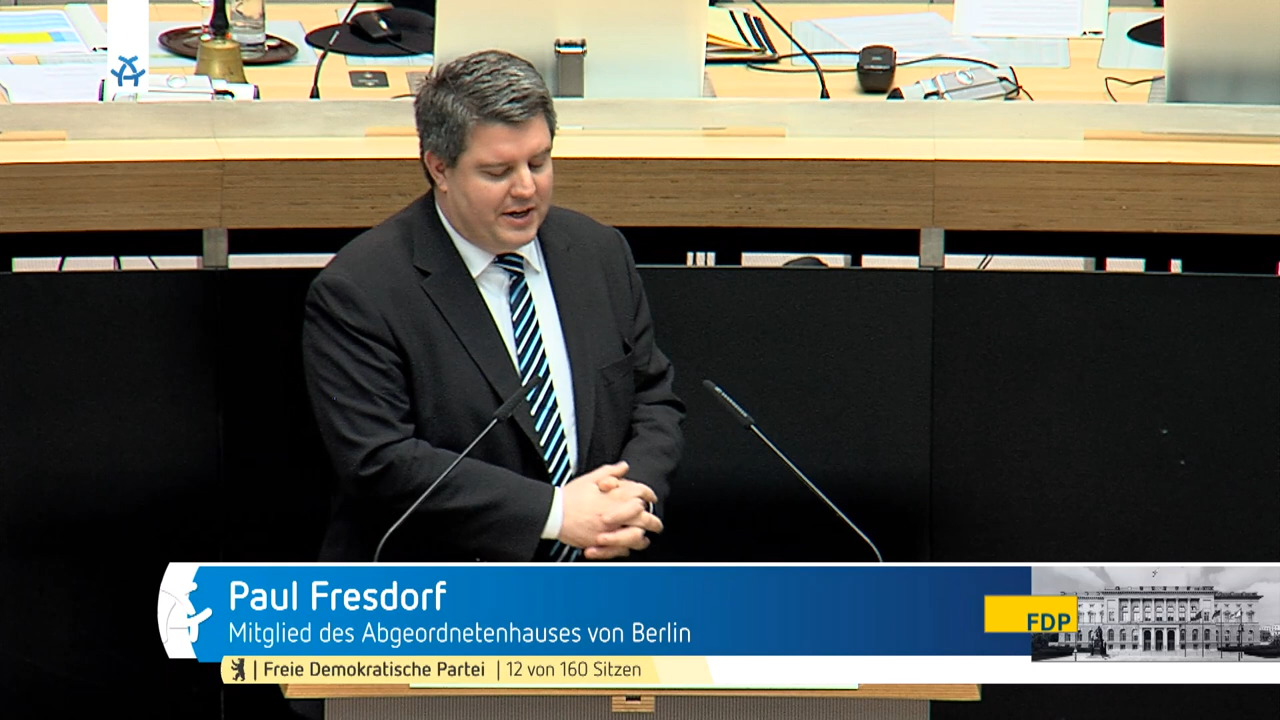 Paul Fresdorf
Mitglied des Abgeordnetenhauses von Berlin
FDP
| Freie Demokratische Partei | 12 von 160 Sitzen